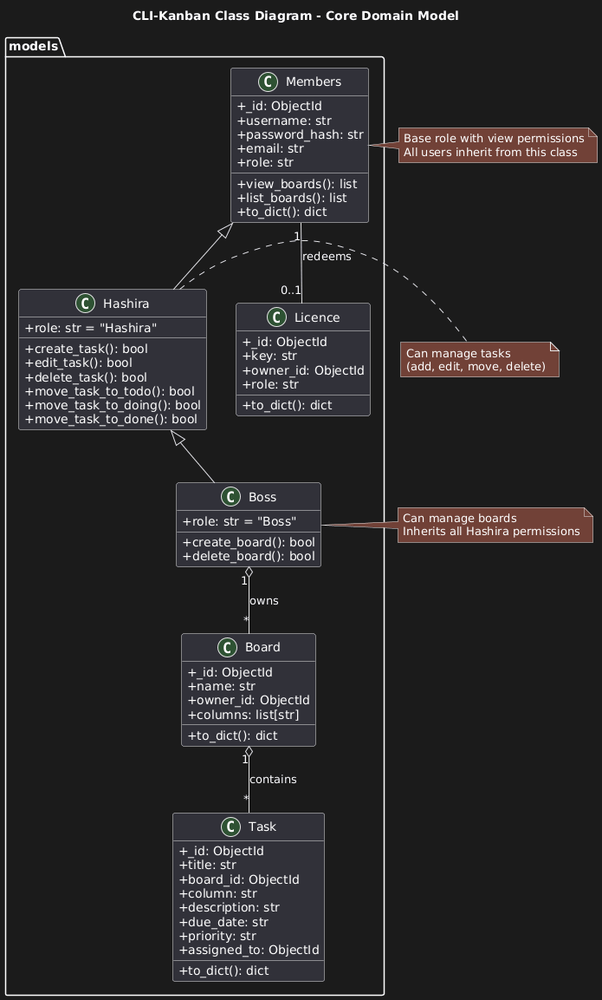 CLI-Kanban Class Diagram - Core Domain Model
models
C Members
+_id: ObjectId
+username: str
+password_hash: str
+email: str
+role: str
+view_boards(): list
+list_boards(): list
+to_dict(): dict
Base role with view permissions
All users inherit from this class
1
redeems
0..1
C Hashira
+role: str = "Hashira"
+create_task(): bool
+edit_task(): bool
+delete_task(): bool
+move_task_to_todo(): bool
+move_task_to_doing(): bool
+move_task_to_done(): bool
C Licence
+_id: ObjectId
+key: str
+owner_id: ObjectId
+role: str
+to_dict(): dict
Can manage tasks
(add, edit, move, delete)
C Boss
+role: str = "Boss"
+create_board(): bool
+delete_board(): bool
Can manage boards
Inherits all Hashira permissions
1
owns
*
C Board
+_id: ObjectId
+name: str
+owner_id: ObjectId
+columns: list[str]
+to_dict(): dict
1
contains
*
C Task
+_id: ObjectId
+title: str
+board_id: ObjectId
+column: str
+description: str
+due_date: str
+priority: str
+assigned_to: ObjectId
+to_dict(): dict